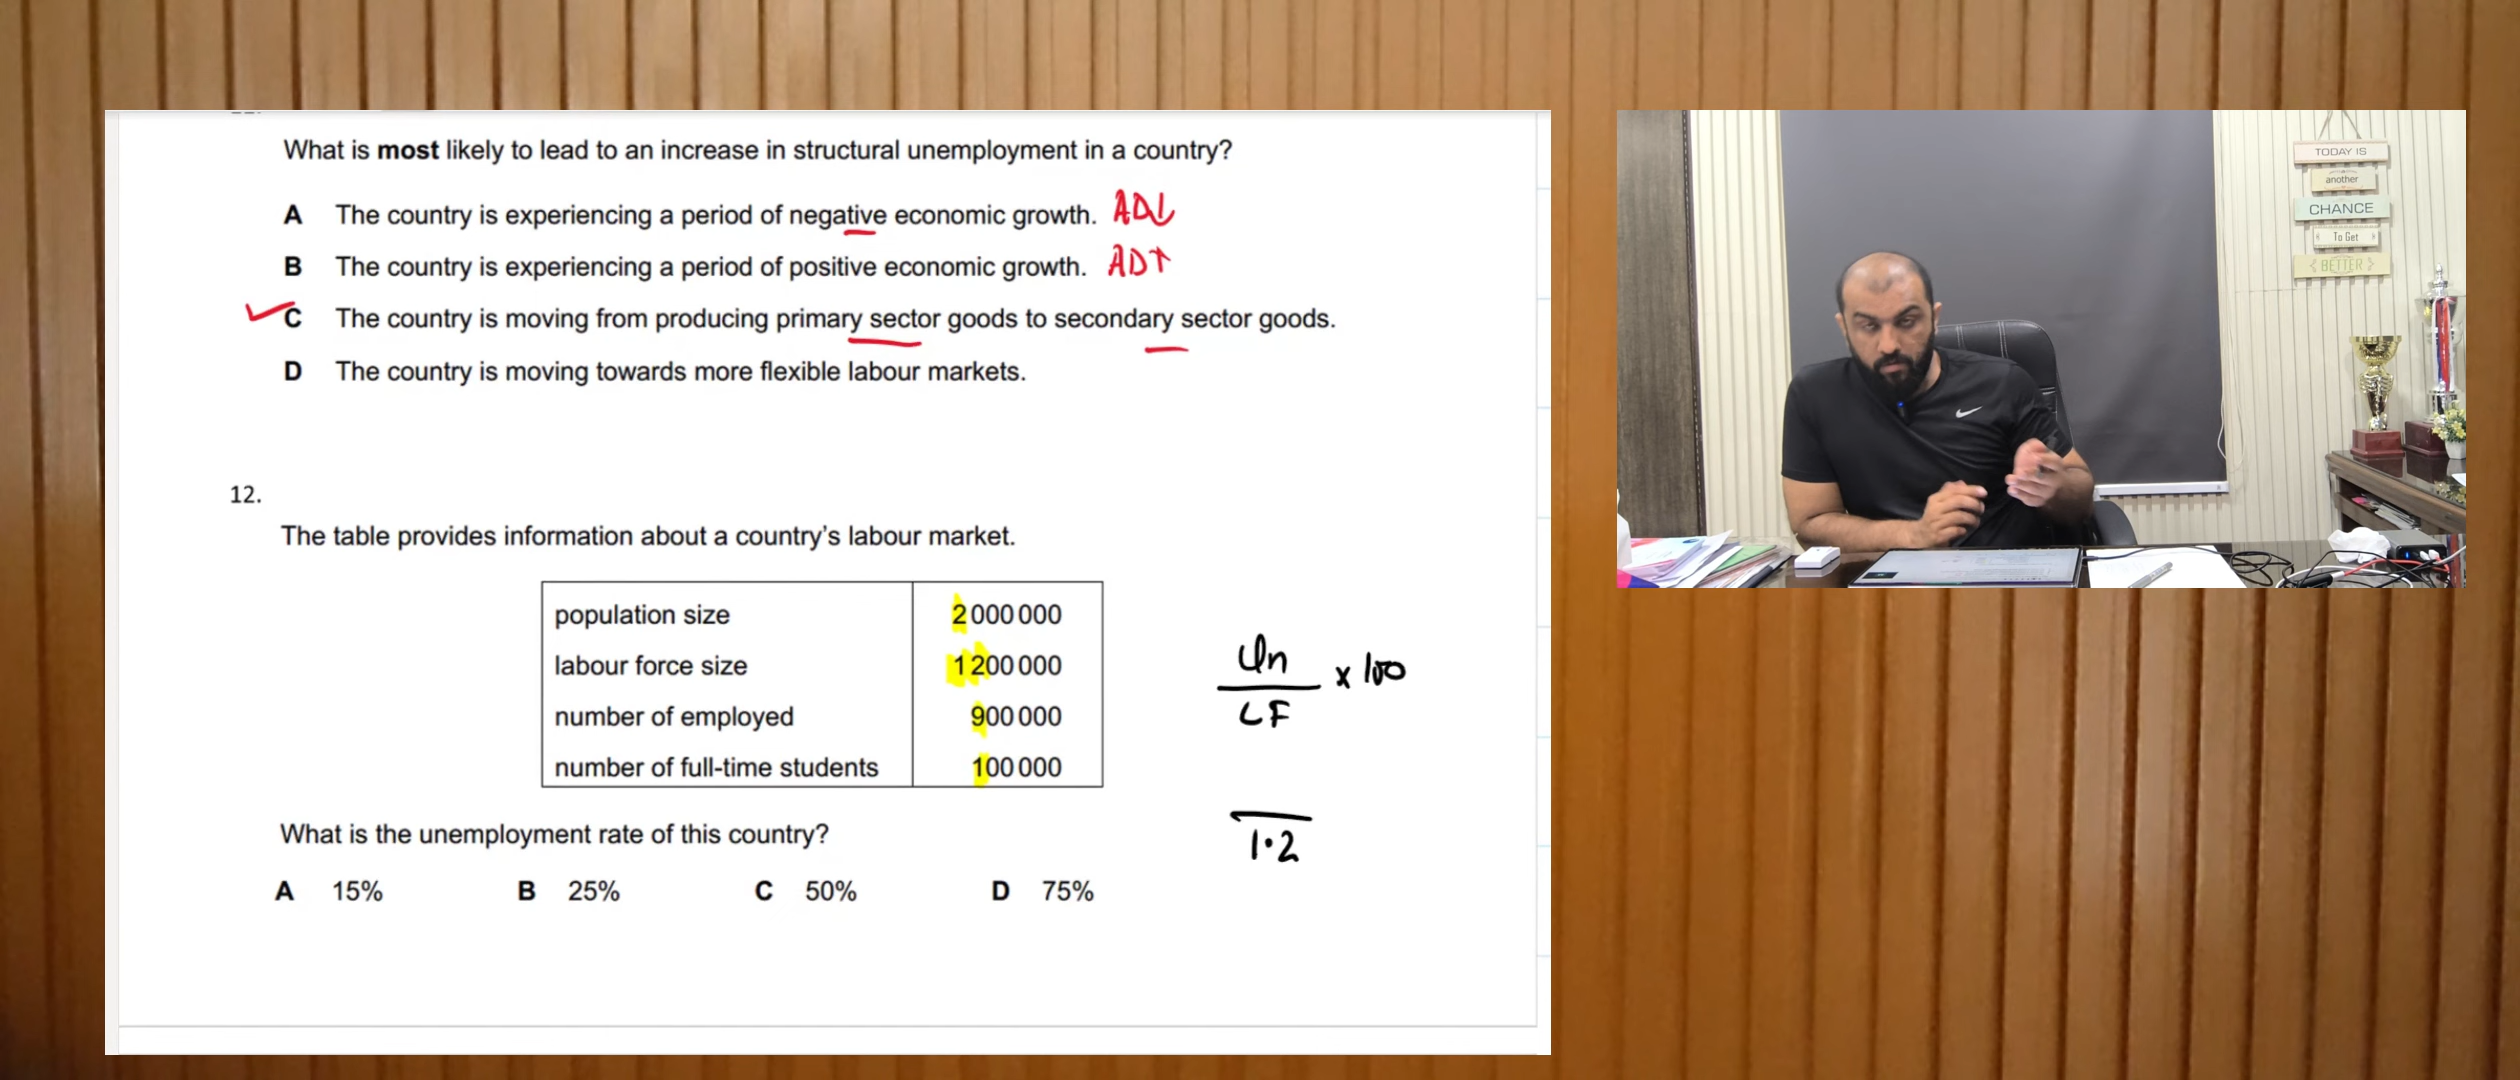 What is most likely to lead to an increase in structural unemployment in a country?
A The country is experiencing a period of negative economic growth. AD↓
B The country is experiencing a period of positive economic growth. AD↑
✓ C The country is moving from producing primary sector goods to secondary sector goods.
D The country is moving towards more flexible labour markets.
12.
The table provides information about a country's labour market.
population size 2 000 000
labour force size 1 200 000
number of employed 900 000
number of full-time students 100 000
Un
LF
x 100
1.2
What is the unemployment rate of this country?
A 15% B 25% C 50% D 75%
TODAY IS
another
CHANCE
To Get
BETTER